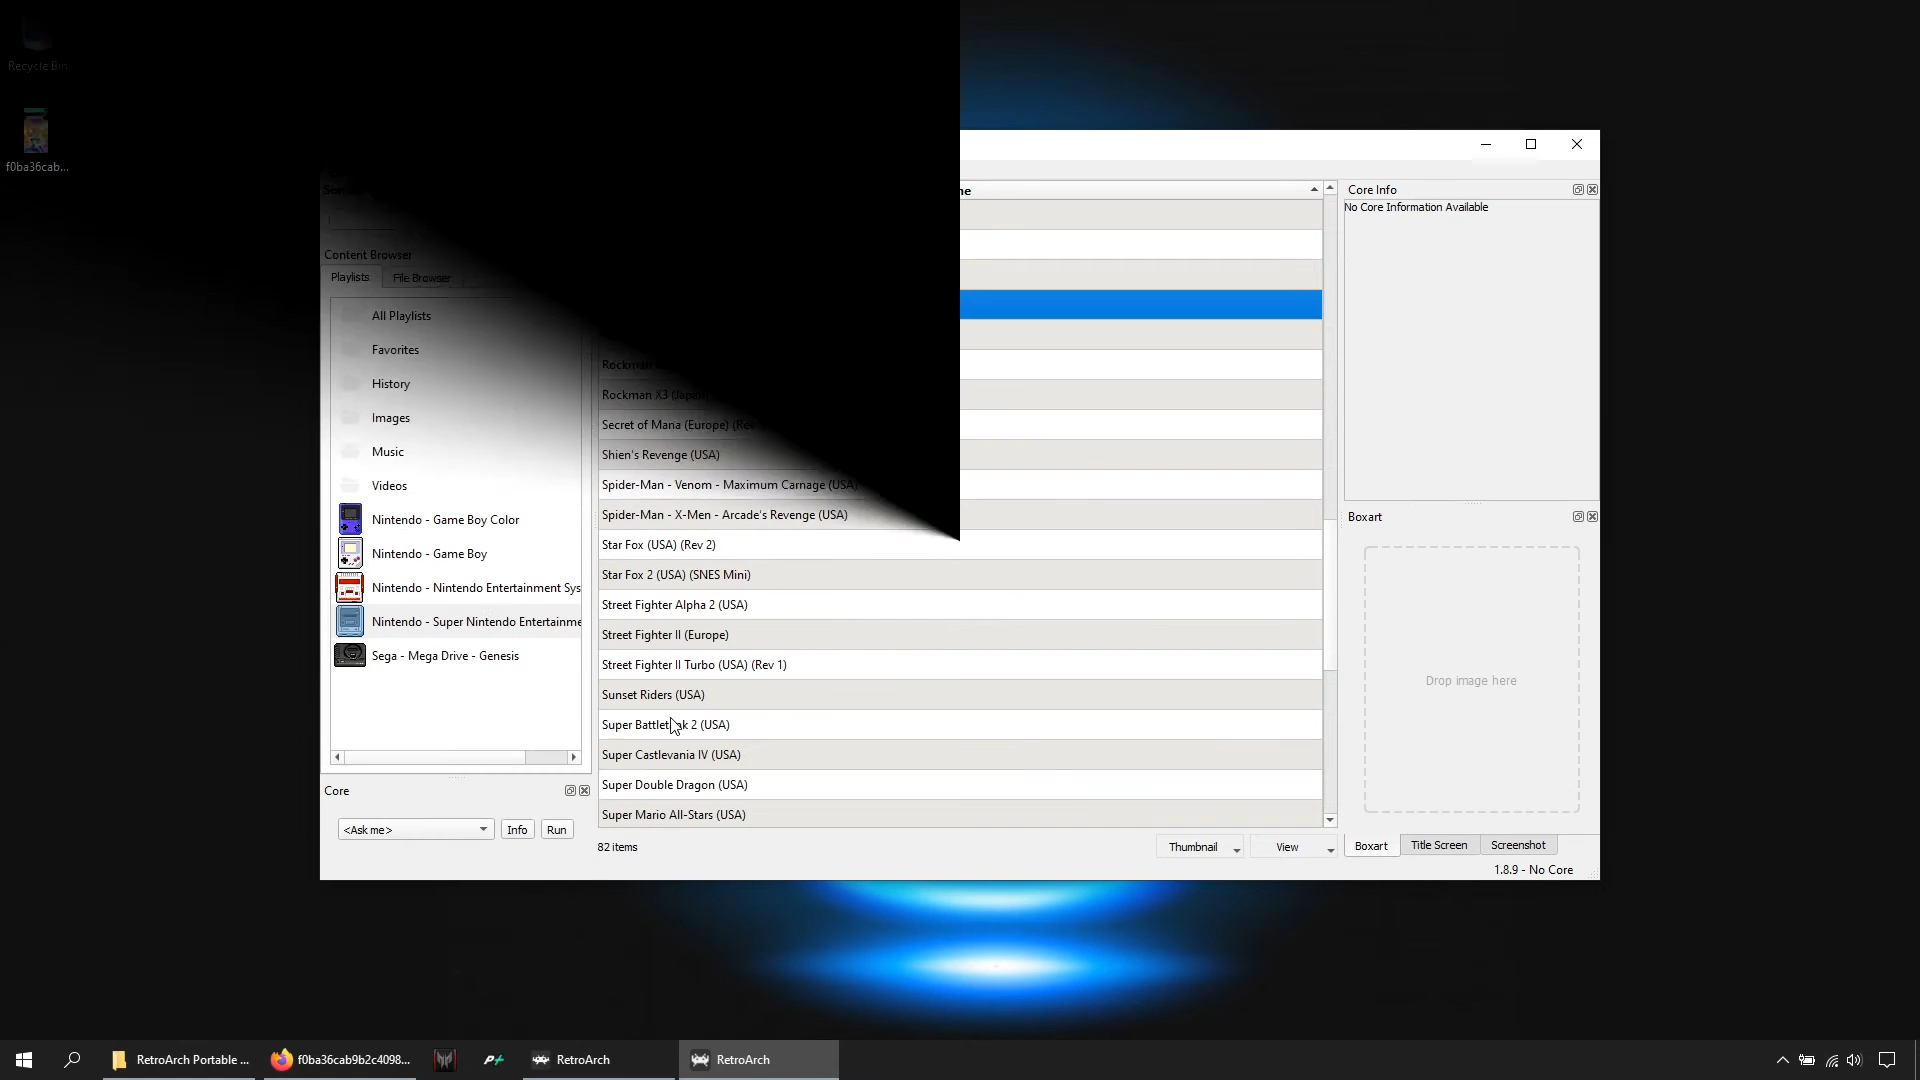 Recycle Bin
f0ba36cab...
Core Info
No Core Information Available
Content Browser
Playlists
File Browser
All Playlists
Favorites
History
Images
Music
Videos
Nintendo - Game Boy Color
Nintendo - Game Boy
Nintendo - Nintendo Entertainment Sys
Nintendo - Super Nintendo Entertainme
Sega - Mega Drive - Genesis
Core
<Ask me>
Info
Run
Rockman
Rockman X3 (Japan)
Secret of Mana (Europe) (Re
Shien's Revenge (USA)
Spider-Man - Venom - Maximum Carnage (USA)
Spider-Man - X-Men - Arcade's Revenge (USA)
Star Fox (USA) (Rev 2)
Star Fox 2 (USA) (SNES Mini)
Street Fighter Alpha 2 (USA)
Street Fighter II (Europe)
Street Fighter II Turbo (USA) (Rev 1)
Sunset Riders (USA)
Super Battletank 2 (USA)
Super Castlevania IV (USA)
Super Double Dragon (USA)
Super Mario All-Stars (USA)
82 items
Thumbnail
View
Boxart
Drop image here
Boxart
Title Screen
Screenshot
1.8.9 - No Core
RetroArch Portable ...
f0ba36cab9b2c4098...
RetroArch
RetroArch